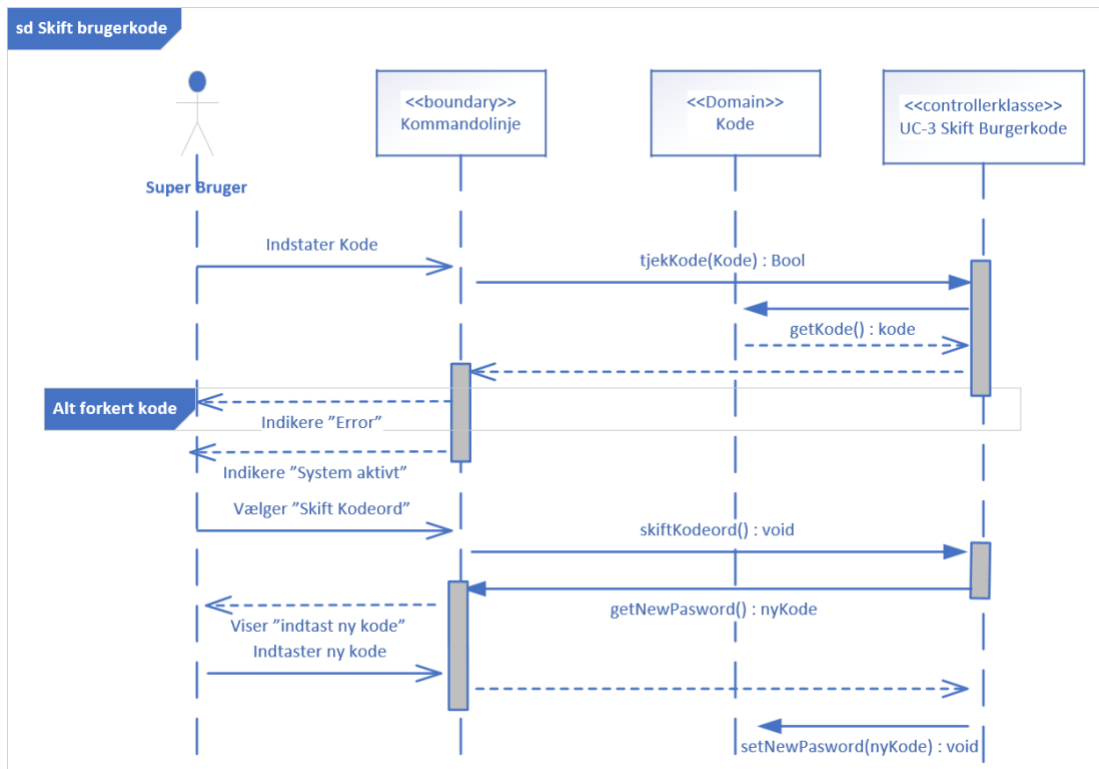 sd Skift brugerkode
<<boundary>>
Kommandolinje
<<Domain>>
Kode
<<controllerklasse>>
UC-3 Skift Burgerkode
Super Bruger
Indstater Kode
tjekKode(Kode) : Bool
getKode() : kode
Alt forkert kode
Indikere ”Error”
Indikere ”System aktivt”
Vælger ”Skift Kodeord”
skiftKodeord() : void
getNewPasword() : nyKode
Viser ”indtast ny kode”
Indtaster ny kode
setNewPasword(nyKode) : void